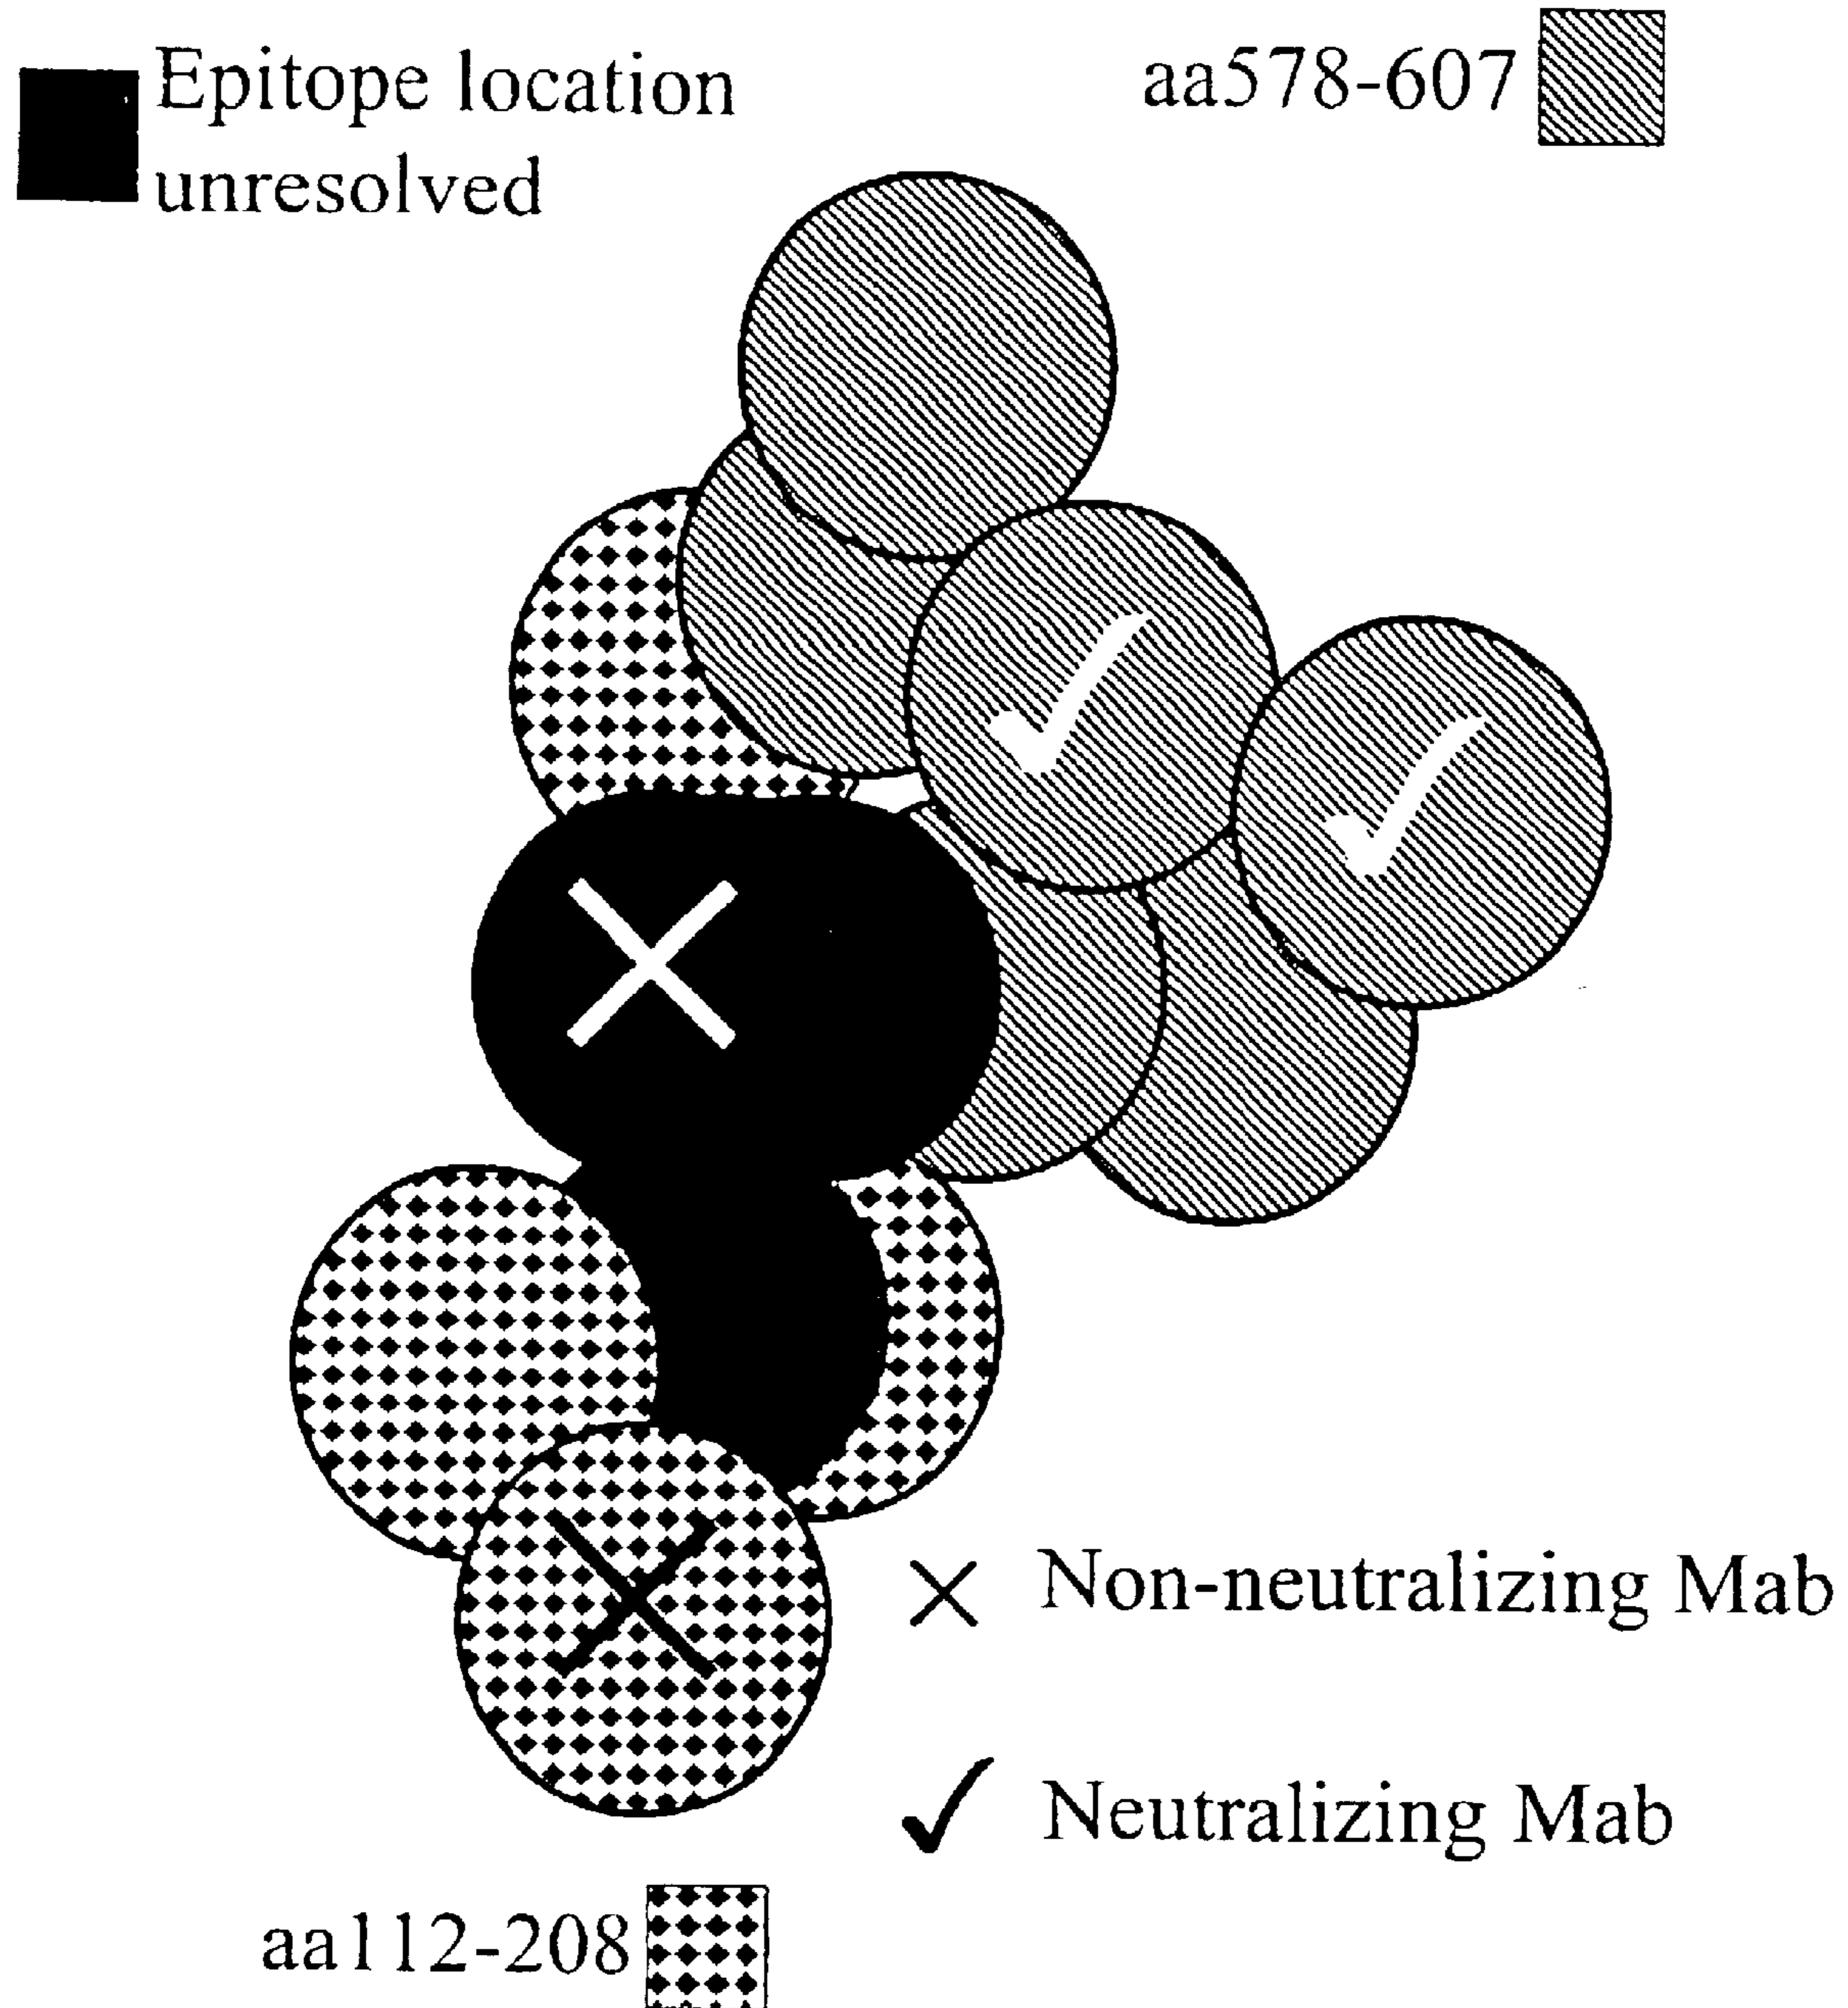 Epitope location
unresolved
aa578-607
Non-neutralizing Mab
Neutralizing Mab
aa112-208